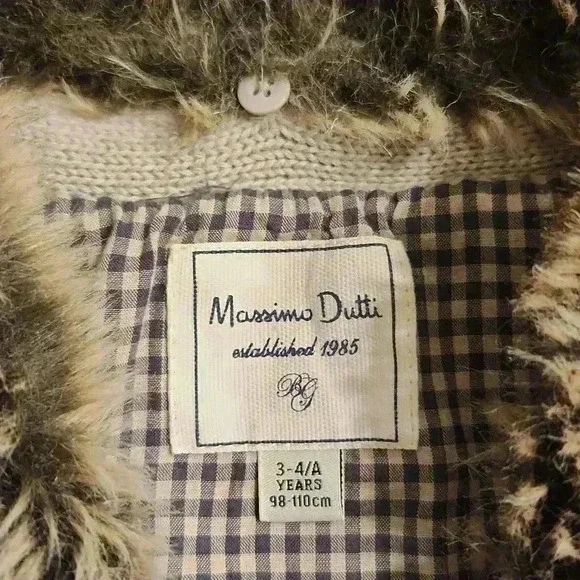 Massimo Dutti
established 1985
BG
3-4/A
YEARS
98-110cm